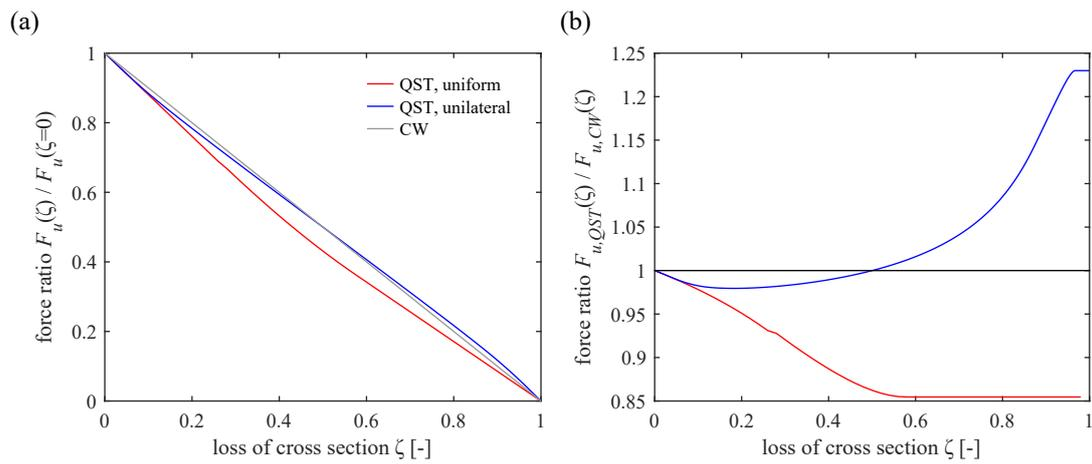 (a)
force ratio F_u(ζ) / F_u(ζ=0)
1
0.8
0.6
0.4
0.2
0
QST, uniform
QST, unilateral
CW
0 0.2 0.4 0.6 0.8 1
loss of cross section ζ [-]
(b)
force ratio F_{u,QST}(ζ) / F_{u,CW}(ζ)
1.25
1.2
1.15
1.1
1.05
1
0.95
0.9
0.85
0 0.2 0.4 0.6 0.8 1
loss of cross section ζ [-]